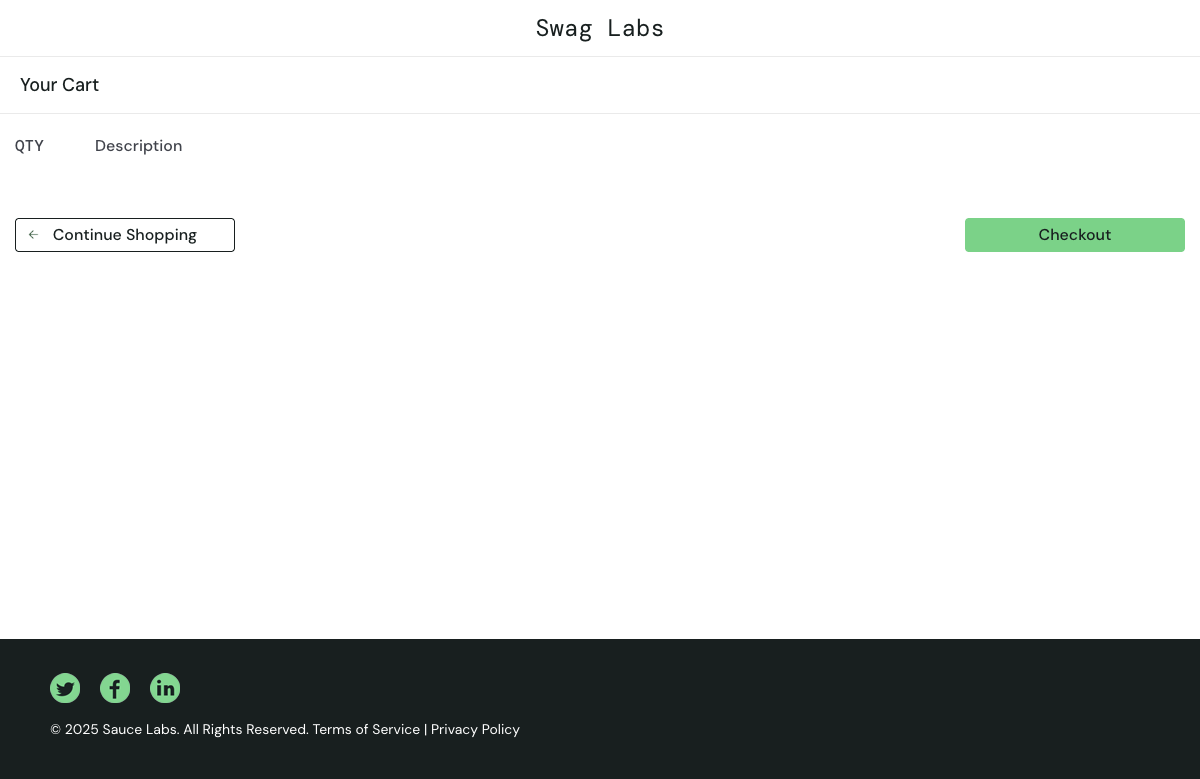 Swag Labs
Your Cart
QTY Description
Continue Shopping Checkout
© 2025 Sauce Labs. All Rights Reserved. Terms of Service | Privacy Policy